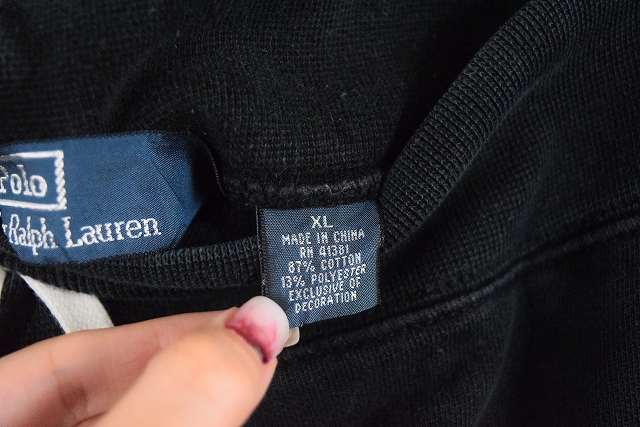 Polo
Ralph Lauren
XL
MADE IN CHINA
RN 41381
87% COTTON
13% POLYESTER
EXCLUSIVE OF
DECORATION